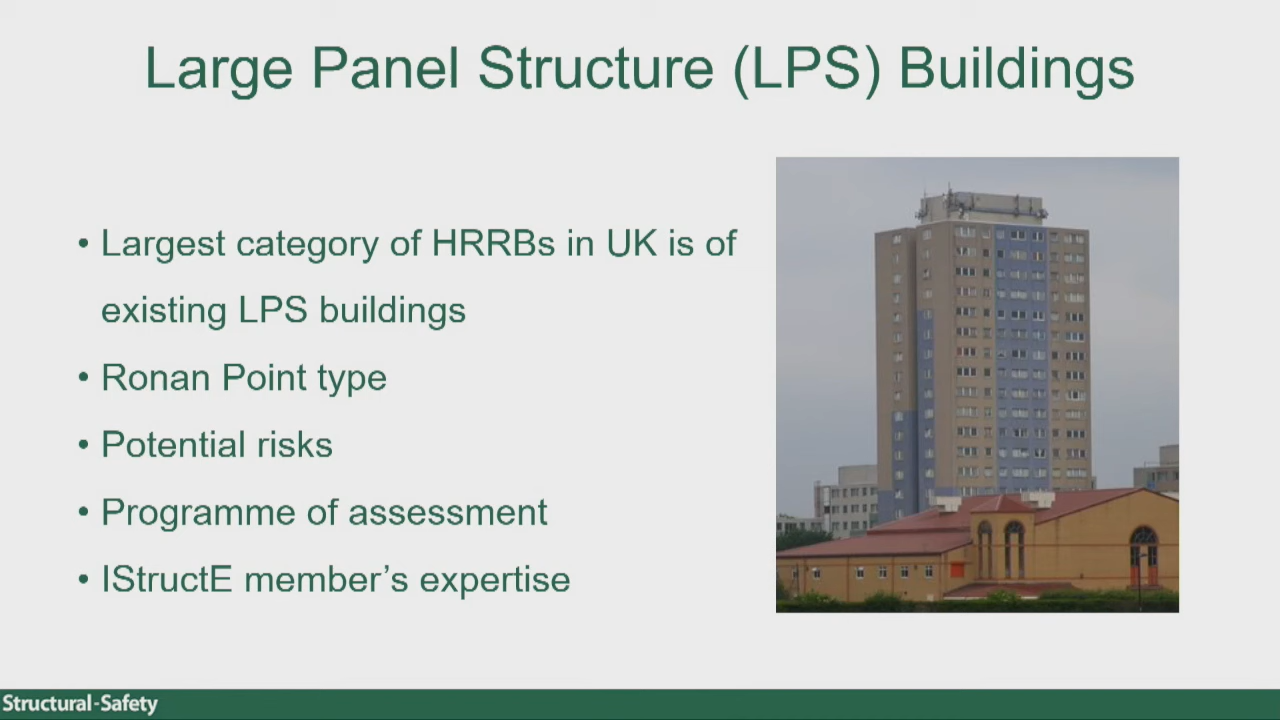 Large Panel Structure (LPS) Buildings
• Largest category of HRRBs in UK is of
existing LPS buildings
• Ronan Point type
• Potential risks
• Programme of assessment
• IStructE member’s expertise
Structural-Safety